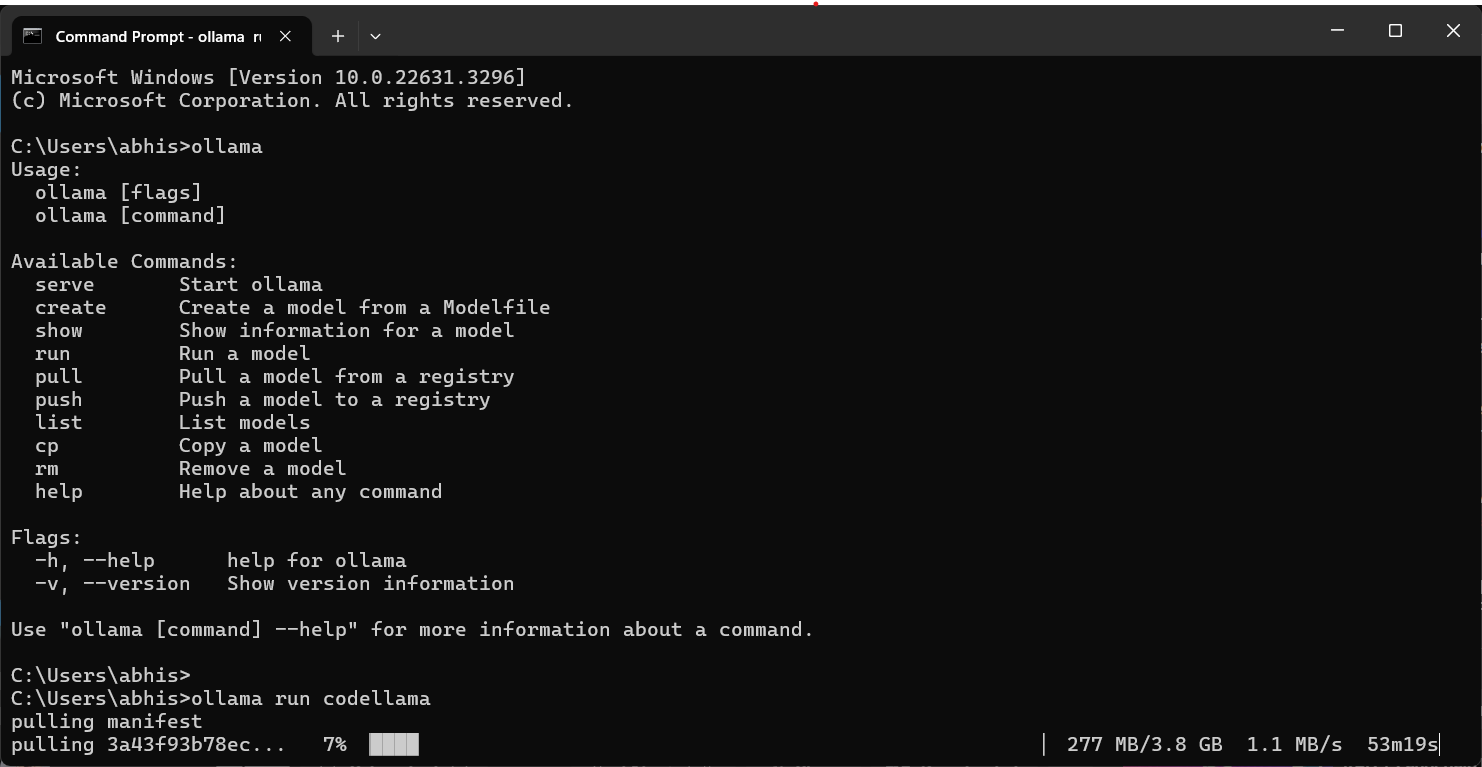 Command Prompt - ollama ru
Microsoft Windows [Version 10.0.22631.3296]
(c) Microsoft Corporation. All rights reserved.
C:\Users\abhis>ollama
Usage:
  ollama [flags]
  ollama [command]
Available Commands:
  serve       Start ollama
  create      Create a model from a Modelfile
  show        Show information for a model
  run         Run a model
  pull        Pull a model from a registry
  push        Push a model to a registry
  list        List models
  cp          Copy a model
  rm          Remove a model
  help        Help about any command
Flags:
  -h, --help      help for ollama
  -v, --version   Show version information
Use "ollama [command] --help" for more information about a command.
C:\Users\abhis>
C:\Users\abhis>ollama run codellama
pulling manifest
pulling 3a43f93b78ec...   7%  ▕ 277 MB/3.8 GB  1.1 MB/s  53m19s